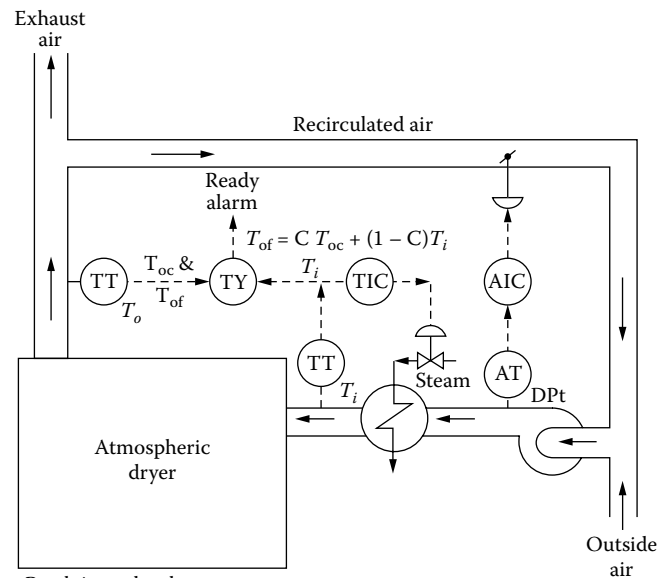 Exhaust
air
Recirculated air
Ready
alarm
T_of = C T_oc + (1 – C)T_i
T_oc &
T_of
TT
T_o
TY
T_i
TIC
AIC
TT
T_i
Steam
AT
DPt
Atmospheric
dryer
Outside
air